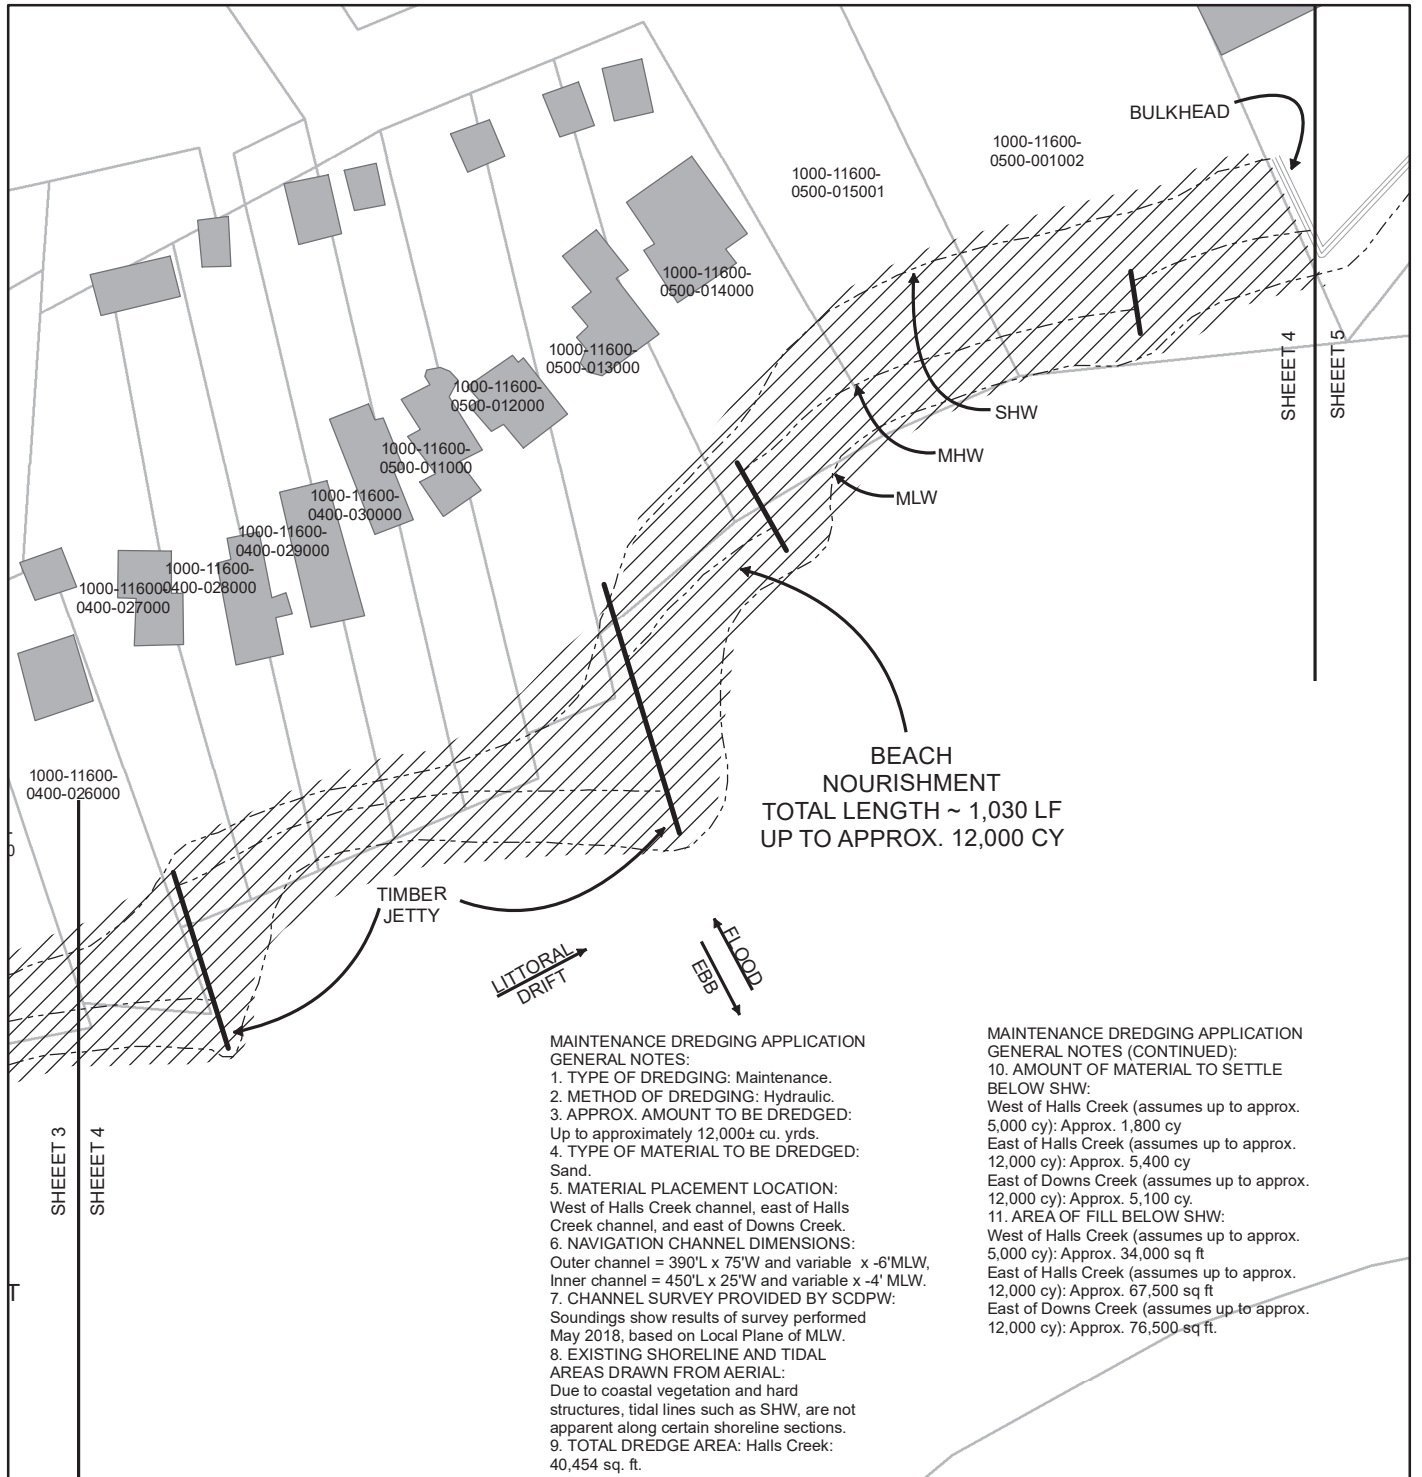 BULKHEAD
1000-11600-
0500-001002
1000-11600-
0500-015001
1000-11600-
0500-014000
1000-11600-
0500-013000
1000-11600-
0500-012000
1000-11600-
0500-011000
1000-11600-
0400-030000
1000-11600-
0400-029000
1000-11600-
0400-028000
1000-11600-
0400-027000
1000-11600-
0400-026000
SHEEET 4
SHEEET 5
SHW
MHW
MLW
BEACH
NOURISHMENT
TOTAL LENGTH ~ 1,030 LF
UP TO APPROX. 12,000 CY
TIMBER
JETTY
LITTORAL
DRIFT
FLOOD
EBB
SHEEET 3
SHEEET 4
T
MAINTENANCE DREDGING APPLICATION
GENERAL NOTES:
1. TYPE OF DREDGING: Maintenance.
2. METHOD OF DREDGING: Hydraulic.
3. APPROX. AMOUNT TO BE DREDGED:
Up to approximately 12,000± cu. yrds.
4. TYPE OF MATERIAL TO BE DREDGED:
Sand.
5. MATERIAL PLACEMENT LOCATION:
West of Halls Creek channel, east of Halls
Creek channel, and east of Downs Creek.
6. NAVIGATION CHANNEL DIMENSIONS:
Outer channel = 390'L x 75'W and variable x -6'MLW,
Inner channel = 450'L x 25'W and variable x -4' MLW.
7. CHANNEL SURVEY PROVIDED BY SCDPW:
Soundings show results of survey performed
May 2018, based on Local Plane of MLW.
8. EXISTING SHORELINE AND TIDAL
AREAS DRAWN FROM AERIAL:
Due to coastal vegetation and hard
structures, tidal lines such as SHW, are not
apparent along certain shoreline sections.
9. TOTAL DREDGE AREA: Halls Creek:
40,454 sq. ft.
MAINTENANCE DREDGING APPLICATION
GENERAL NOTES (CONTINUED):
10. AMOUNT OF MATERIAL TO SETTLE
BELOW SHW:
West of Halls Creek (assumes up to approx.
5,000 cy): Approx. 1,800 cy
East of Halls Creek (assumes up to approx.
12,000 cy): Approx. 5,400 cy
East of Downs Creek (assumes up to approx.
12,000 cy): Approx. 5,100 cy.
11. AREA OF FILL BELOW SHW:
West of Halls Creek (assumes up to approx.
5,000 cy): Approx. 34,000 sq ft
East of Halls Creek (assumes up to approx.
12,000 cy): Approx. 67,500 sq ft
East of Downs Creek (assumes up to approx.
12,000 cy): Approx. 76,500 sq ft.